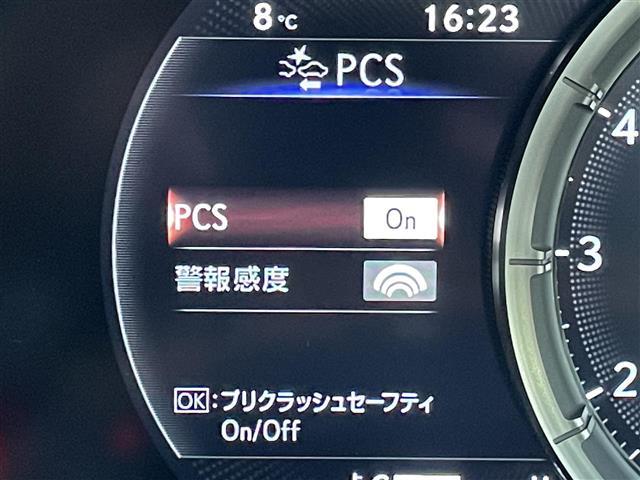 8℃ 16:23
PCS
PCS On
警報感度
OK:プリクラッシュセーフティ
On/Off
4
3
2